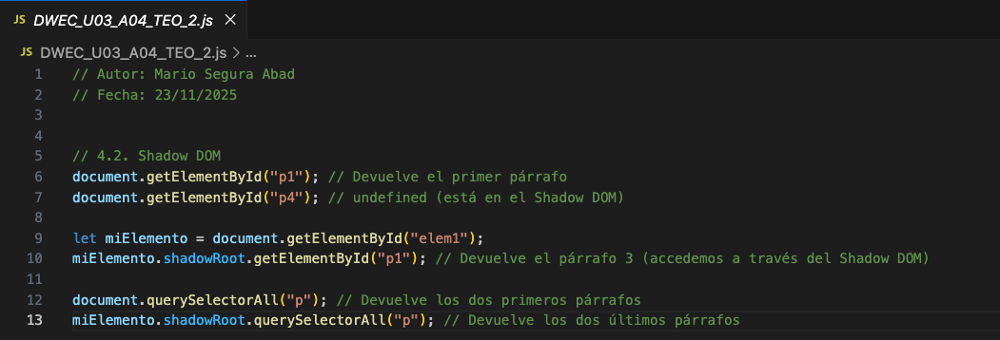 JS DWEC_U03_A04_TEO_2.js ×
JS DWEC_U03_A04_TEO_2.js > ...
1 // Autor: Mario Segura Abad
2 // Fecha: 23/11/2025
3
4
5 // 4.2. Shadow DOM
6 document.getElementById("p1"); // Devuelve el primer párrafo
7 document.getElementById("p4"); // undefined (está en el Shadow DOM)
8
9 let miElemento = document.getElementById("elem1");
10 miElemento.shadowRoot.getElementById("p1"); // Devuelve el párrafo 3 (accedemos a través del Shadow DOM)
11
12 document.querySelectorAll("p"); // Devuelve los dos primeros párrafos
13 miElemento.shadowRoot.querySelectorAll("p"); // Devuelve los dos últimos párrafos